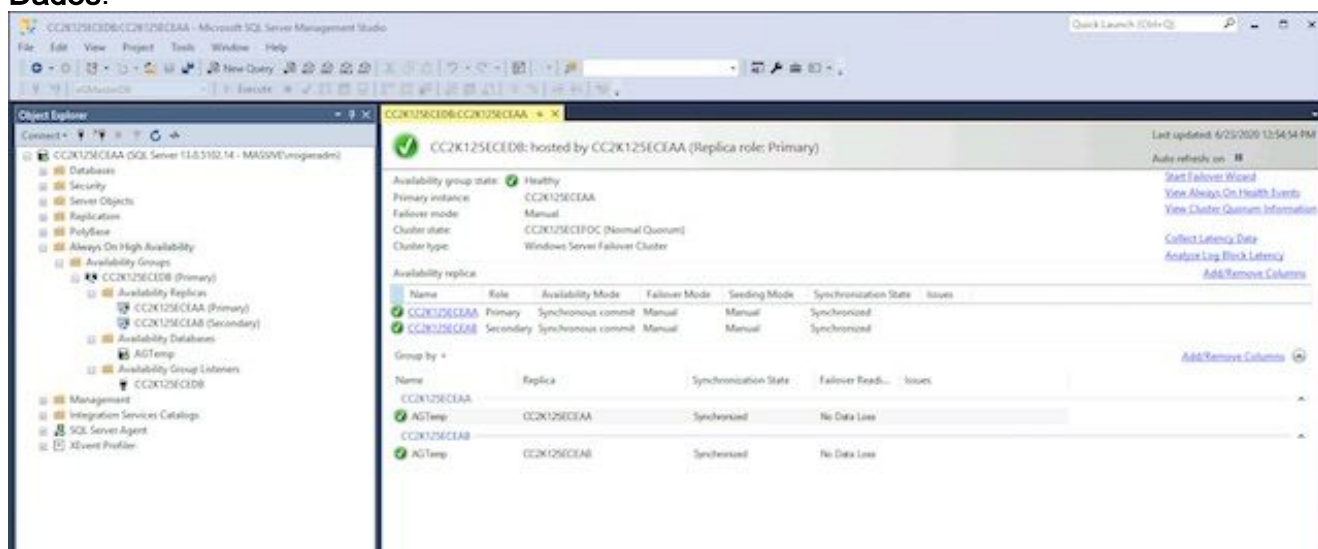 Dados:
CC2K125ECEDB:CC2K125ECEAA - Microsoft SQL Server Management Studio
Quick Launch (Ctrl+Q)
File Edit View Project Tools Window Help
New Query
Execute
Object Explorer
CC2K125ECEDB:CC2K125ECEAA
Connect
CC2K125ECEDB: hosted by CC2K125ECEAA (Replica role: Primary)
Last updated: 6/23/2020 12:54:54 PM
Auto refresh: on
CC2K125ECEAA (SQL Server 13.0.5102.14 -
Databases
Security
Server Objects
Replication
PolyBase
Always On High Availability
Availability Groups
CC2K125ECEDB (Primary)
Availability Replicas
CC2K125ECEAA (Primary)
CC2K125ECEAB (Secondary)
Availability Databases
AGTemp
Availability Group Listeners
CC2K125ECEDB
Management
Integration Services Catalogs
SQL Server Agent
XEvent Profiler
Availability group state: Healthy
Primary instance: CC2K125ECEAA
Failover mode: Manual
Cluster state: (Normal Quorum)
Cluster type: Windows Server Failover Cluster
Start Failover Wizard
View Always On Health Events
View Cluster Quorum Information
Collect Latency Data
Analyze Log Block Latency
Availability replica:
Add/Remove Columns
Name Role Availability Mode Failover Mode Seeding Mode Synchronization State Issues
CC2K125ECEAA Primary Synchronous commit Manual Manual Synchronized
CC2K125ECEAB Secondary Synchronous commit Manual Manual Synchronized
Group by
Add/Remove Columns
Name Replica Synchronization State Failover Readi... Issues
CC2K125ECEAA
AGTemp CC2K125ECEAA Synchronized No Data Loss
CC2K125ECEAB
AGTemp CC2K125ECEAB Synchronized No Data Loss